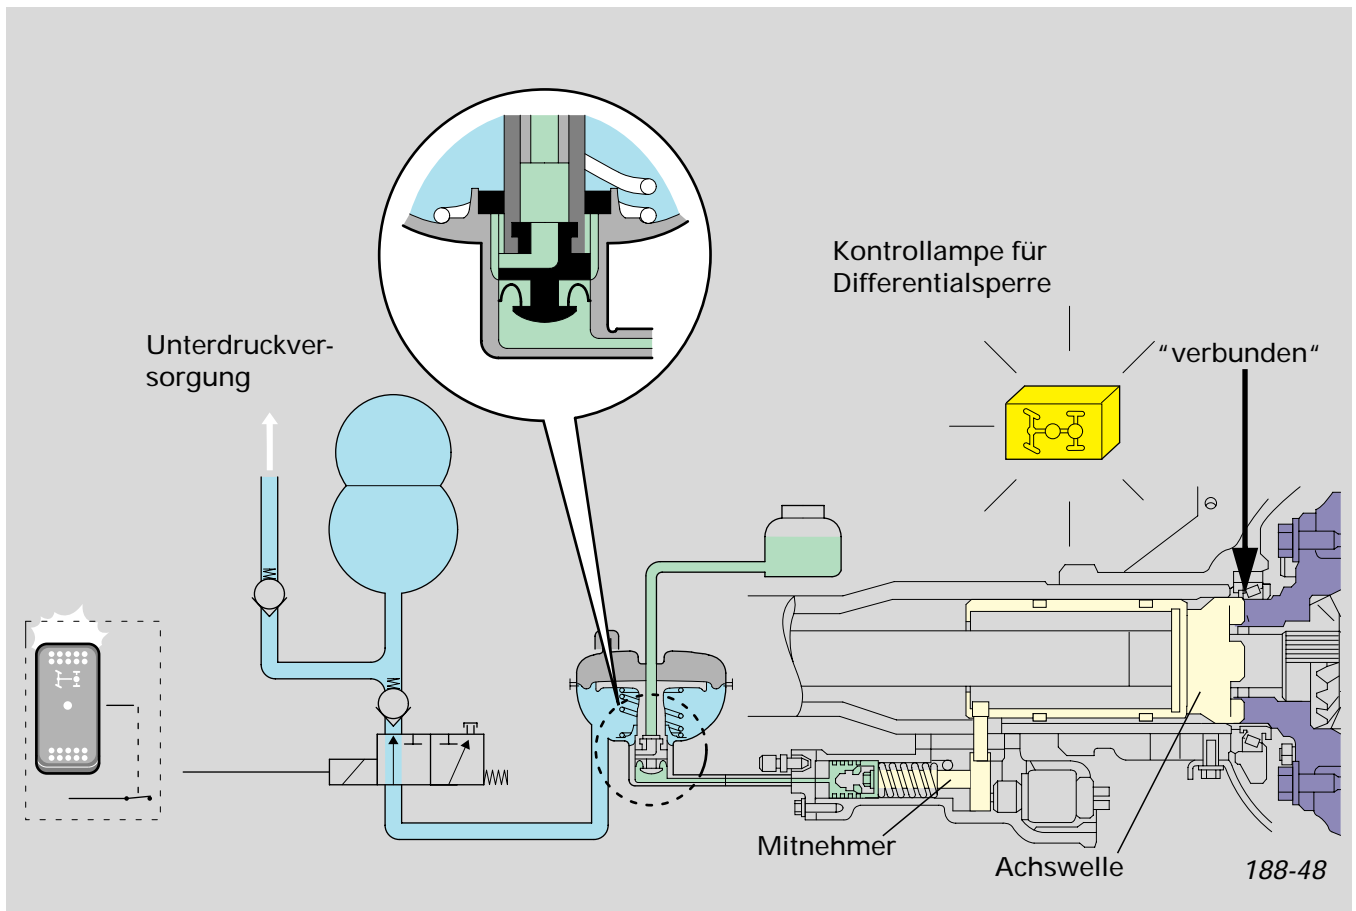 Kontrollampe für
Differentialsperre
Unterdruckver-
sorgung
"verbunden"
Mitnehmer
Achswelle
188-48